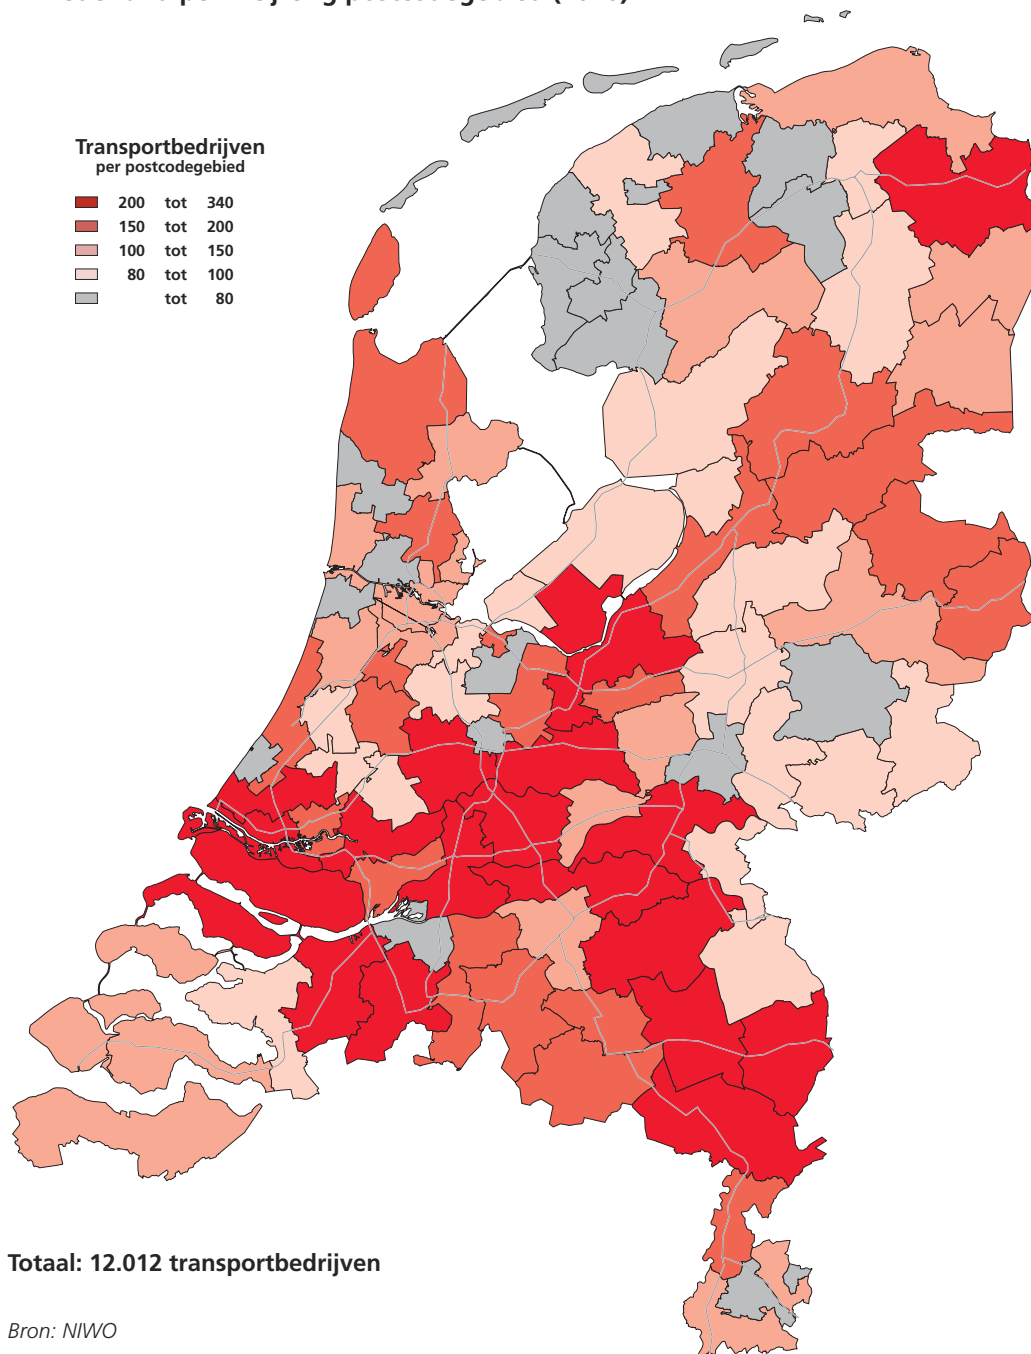 Transportbedrijven
per postcodegebied
200 tot 340
150 tot 200
100 tot 150
80 tot 100
tot 80
Totaal: 12.012 transportbedrijven
Bron: NIWO